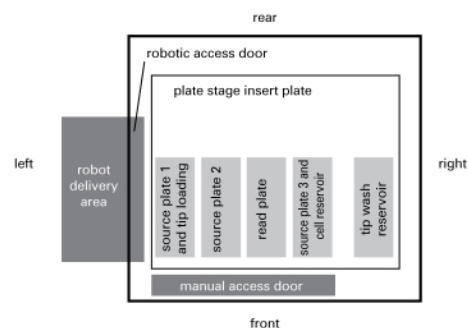 rear
robotic access door
plate stage insert plate
left
robot
delivery
area
source plate 1
and tip loading
source plate 2
read plate
source plate 3 and
cell reservoir
tip wash
reservoir
right
manual access door
front